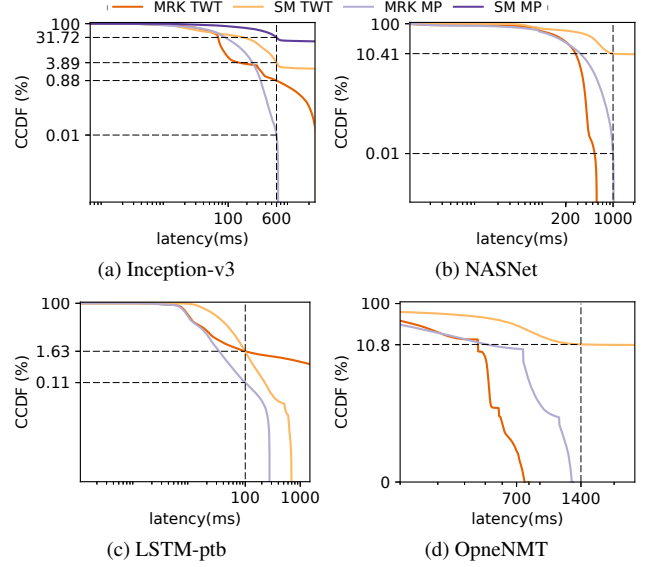 MRK TWT SM TWT MRK MP SM MP
100
31.72
3.89
0.88
0.01
CCDF (%)
100 600
latency(ms)
(a) Inception-v3
100
10.41
0.01
CCDF (%)
200 1000
latency(ms)
(b) NASNet
100
1.63
0.11
CCDF (%)
100 1000
latency(ms)
(c) LSTM-ptb
100
10.8
0
CCDF (%)
700 1400
latency(ms)
(d) OpneNMT